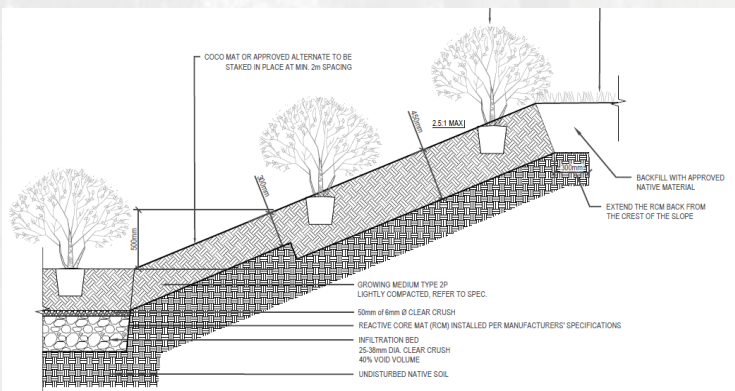 COCO MAT OR APPROVED ALTERNATE TO BE
STAKED IN PLACE AT MIN. 2m SPACING
2.5:1 MAX
450mm
300mm
500mm
300mm
BACKFILL WITH APPROVED
NATIVE MATERIAL
EXTEND THE RCM BACK FROM
THE CREST OF THE SLOPE
GROWING MEDIUM TYPE 2P
LIGHTLY COMPACTED, REFER TO SPEC.
50mm of 6mm Ø CLEAR CRUSH
REACTIVE CORE MAT (RCM) INSTALLED PER MANUFACTURERS' SPECIFICATIONS
INFILTRATION BED
25-38mm DIA. CLEAR CRUSH
40% VOID VOLUME
UNDISTURBED NATIVE SOIL